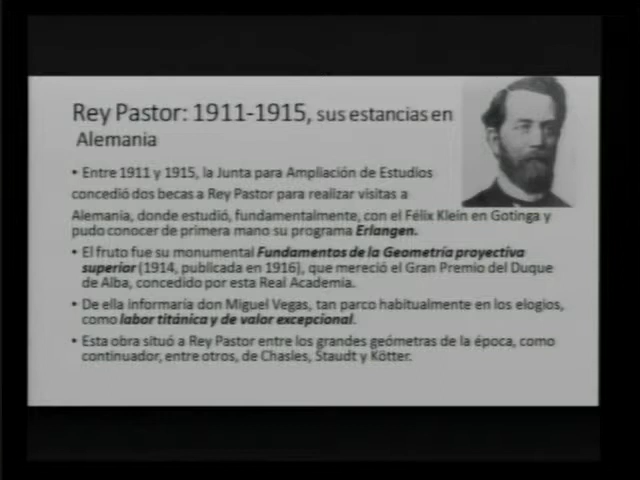 Rey Pastor: 1911-1915, sus estancias en
Alemania
• Entre 1911 y 1915, la Junta para Ampliación de Estudios
concedió dos becas a Rey Pastor para realizar visitas a
Alemania, donde estudió, fundamentalmente, con el Félix Klein en Gotinga y
pudo conocer de primera mano su programa Erlangen.
• El fruto fue su monumental Fundamentos de la Geometría proyectiva
superior (1914, publicada en 1916), que mereció el Gran Premio del Duque
de Alba, concedido por esta Real Academia.
• De ella informaría don Miguel Vegas, tan parco habitualmente en los elogios,
como labor titánica y de valor excepcional.
• Esta obra situó a Rey Pastor entre los grandes geómetras de la época, como
continuador, entre otros, de Chasles, Staudt y Kötter.